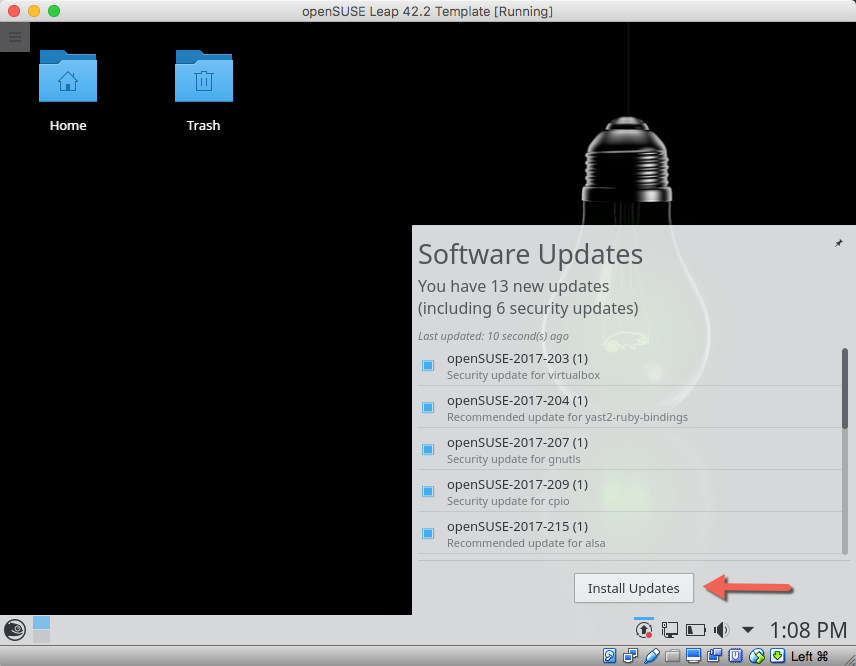 openSUSE Leap 42.2 Template [Running]
Home
Trash
Software Updates
You have 13 new updates
(including 6 security updates)
Last updated: 10 second(s) ago
openSUSE-2017-203 (1)
Security update for virtualbox
openSUSE-2017-204 (1)
Recommended update for yast2-ruby-bindings
openSUSE-2017-207 (1)
Security update for gnutls
openSUSE-2017-209 (1)
Security update for cpio
openSUSE-2017-215 (1)
Recommended update for alsa
Install Updates
1:08 PM
Left ⌘